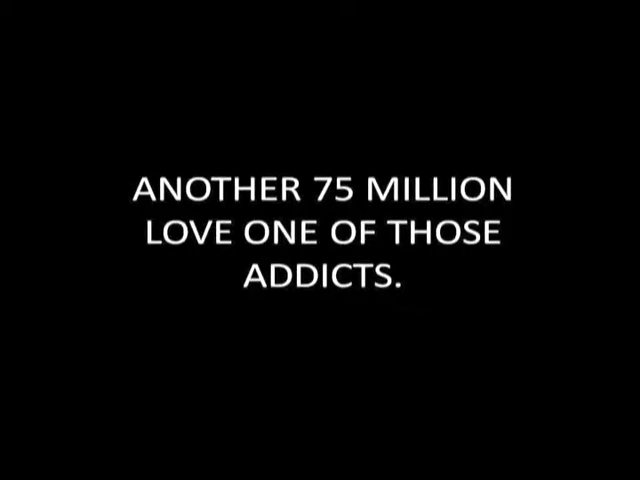 ANOTHER 75 MILLION
LOVE ONE OF THOSE
ADDICTS.